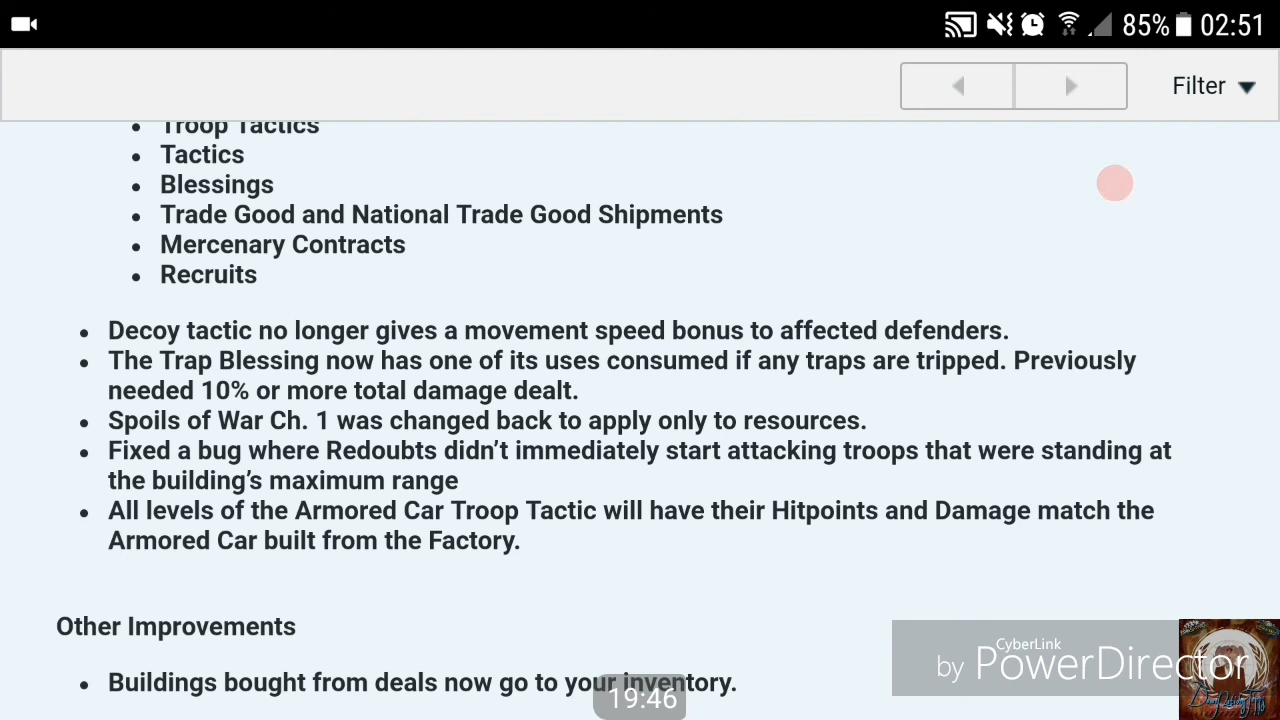 85% 02:51
Filter
Troop Tactics
Tactics
Blessings
Trade Good and National Trade Good Shipments
Mercenary Contracts
Recruits
Decoy tactic no longer gives a movement speed bonus to affected defenders.
The Trap Blessing now has one of its uses consumed if any traps are tripped. Previously
needed 10% or more total damage dealt.
Spoils of War Ch. 1 was changed back to apply only to resources.
Fixed a bug where Redoubts didn’t immediately start attacking troops that were standing at
the building’s maximum range
All levels of the Armored Car Troop Tactic will have their Hitpoints and Damage match the
Armored Car built from the Factory.
Other Improvements
CyberLink
by PowerDirector
Buildings bought from deals now go to your inventory.
19:46